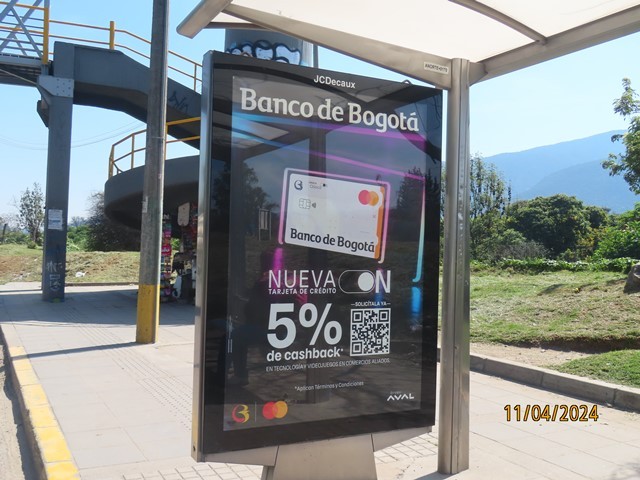 JCDecaux
Banco de Bogotá
Banco de Bogotá
NUEVA ON
TARJETA DE CRÉDITO
—SOLICÍTALA YA—
5%
de cashback*
EN TECNOLOGÍA Y VIDEOJUEGOS EN COMERCIOS ALIADOS.
*Aplican Términos y Condiciones
AVAL
11/04/2024